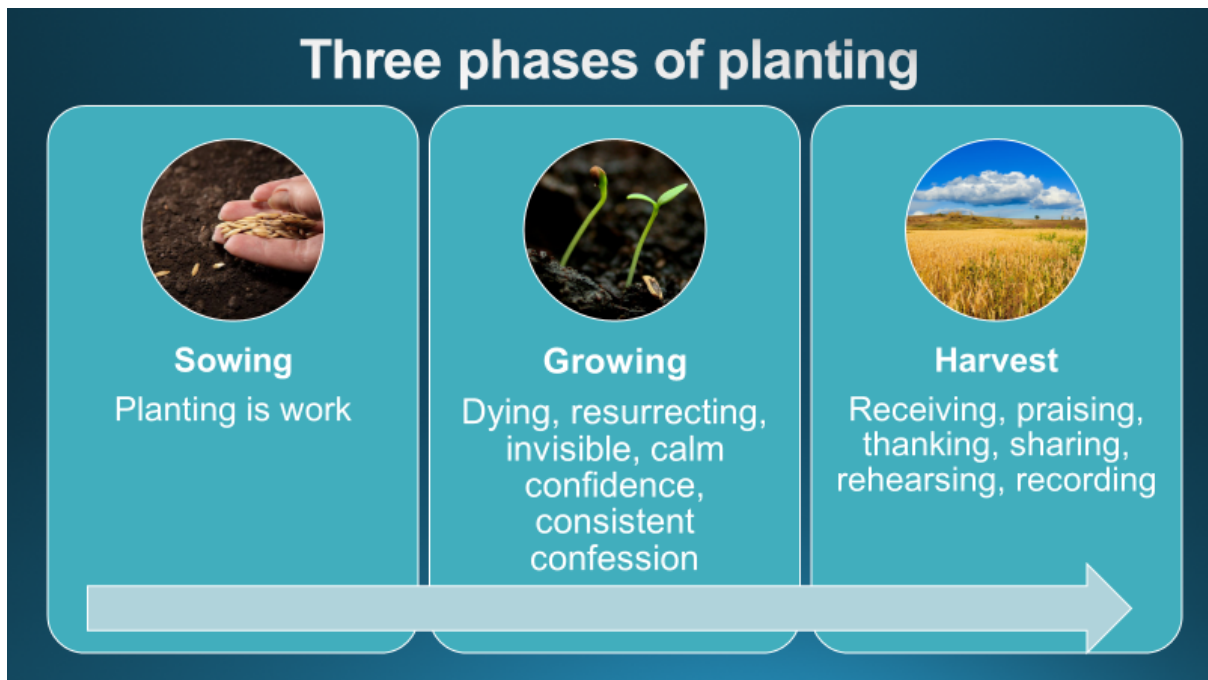 Three phases of planting
Sowing
Planting is work
Growing
Dying, resurrecting,
invisible, calm
confidence,
consistent
confession
Harvest
Receiving, praising,
thanking, sharing,
rehearsing, recording